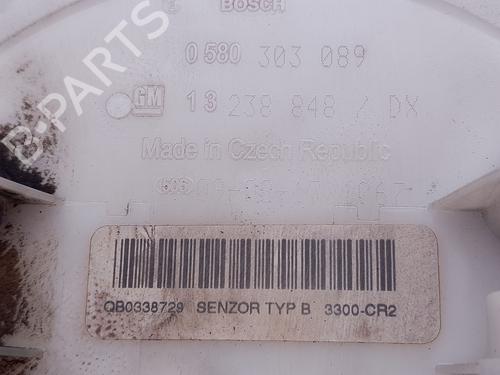 BOSCH
0 580 303 089
GM 13 238 848 / DX
Made in Czech Republic
B-PARTS
QB0338729 SENZOR TYP B 3300-CR2